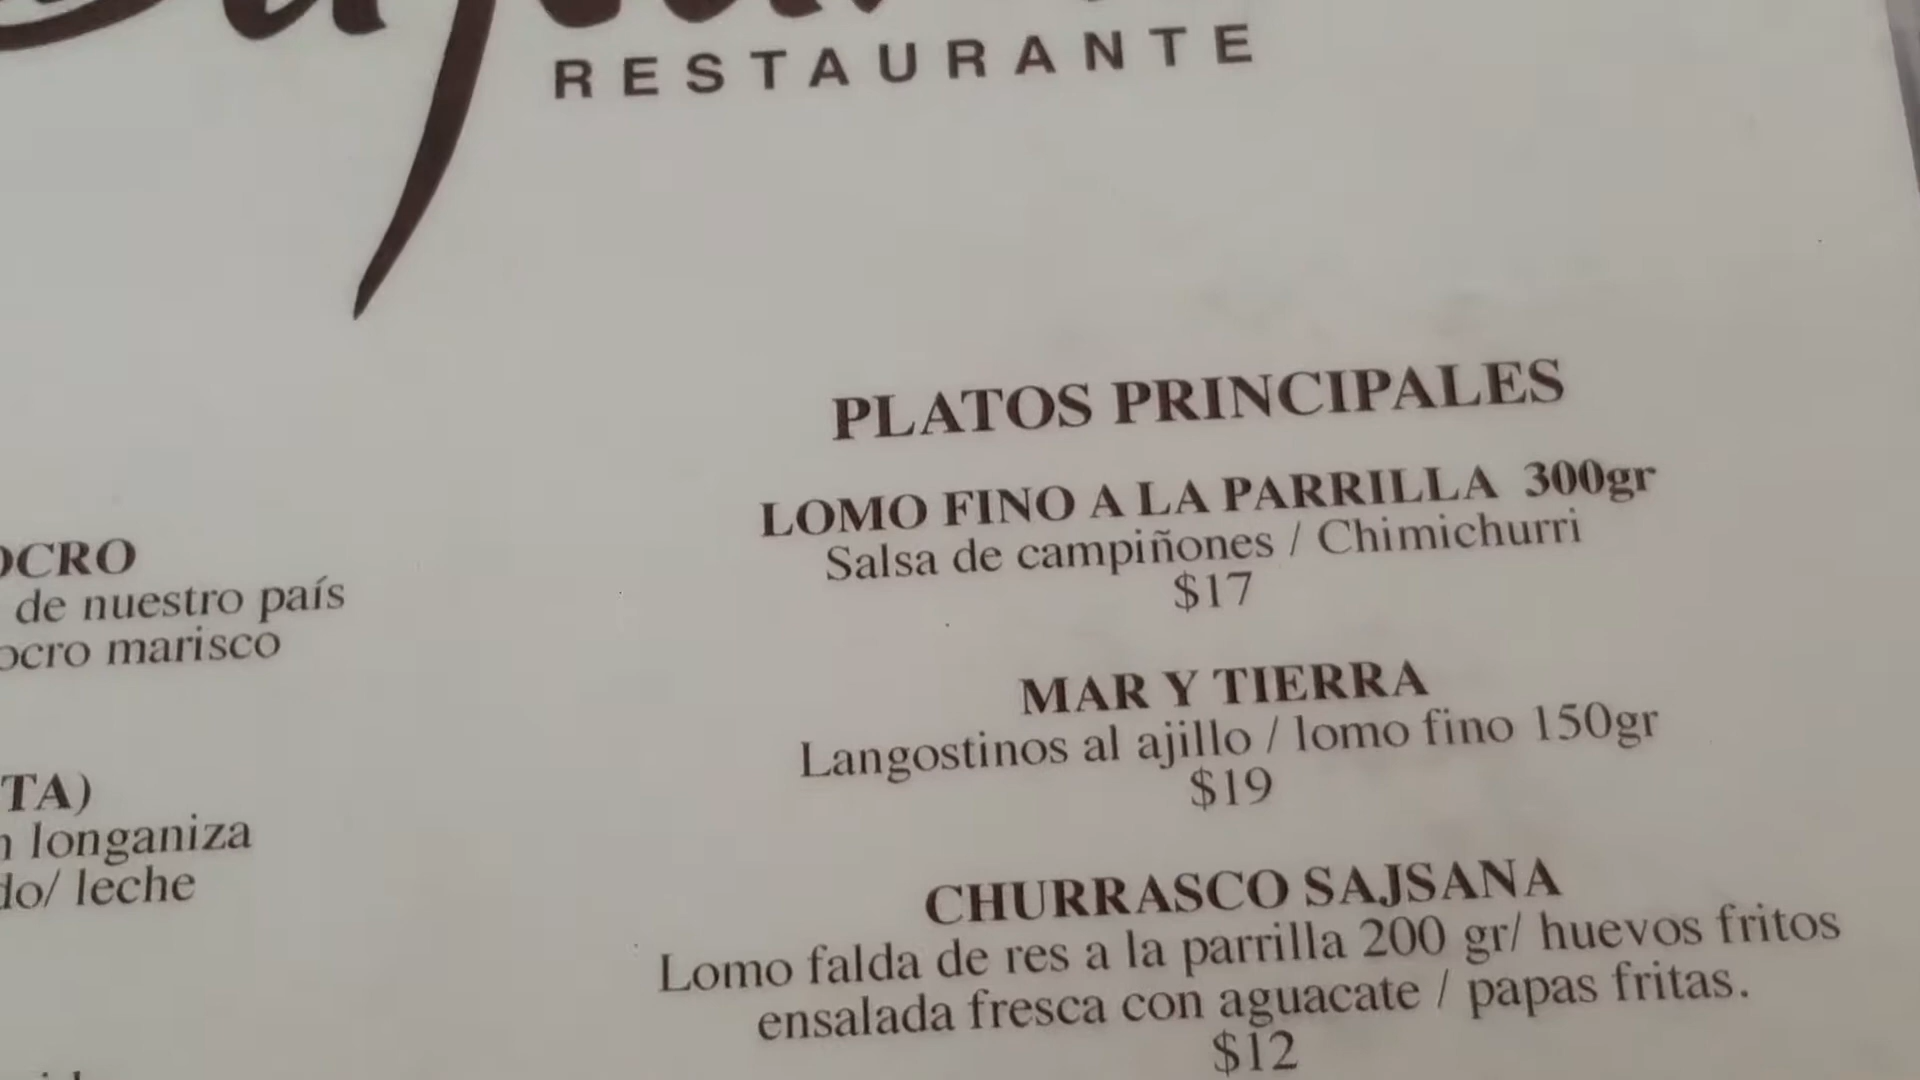 RESTAURANTE
de nuestro país
marisco
longaniza
leche
PLATOS PRINCIPALES
LOMO FINO A LA PARRILLA 300gr
Salsa de campiñones / Chimichurri
$17
MAR Y TIERRA
Langostinos al ajillo / lomo fino 150gr
$19
CHURRASCO SAJSANA
Lomo falda de res a la parrilla 200 gr/ huevos fritos
ensalada fresca con aguacate / papas fritas.
$12